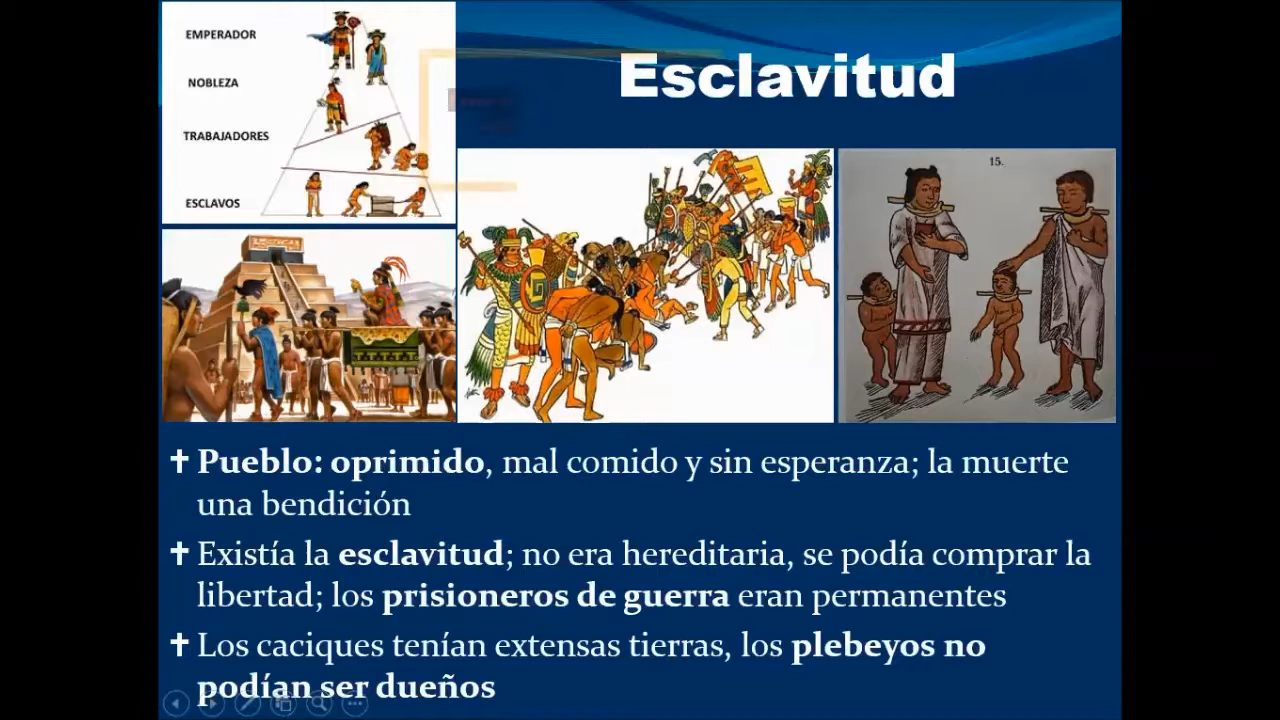 EMPERADOR
NOBLEZA
TRABAJADORES
ESCLAVOS
Esclavitud
15.
Pueblo: oprimido, mal comido y sin esperanza; la muerte
una bendición
Existía la esclavitud; no era hereditaria, se podía comprar la
libertad; los prisioneros de guerra eran permanentes
Los caciques tenían extensas tierras, los plebeyos no
podían ser dueños